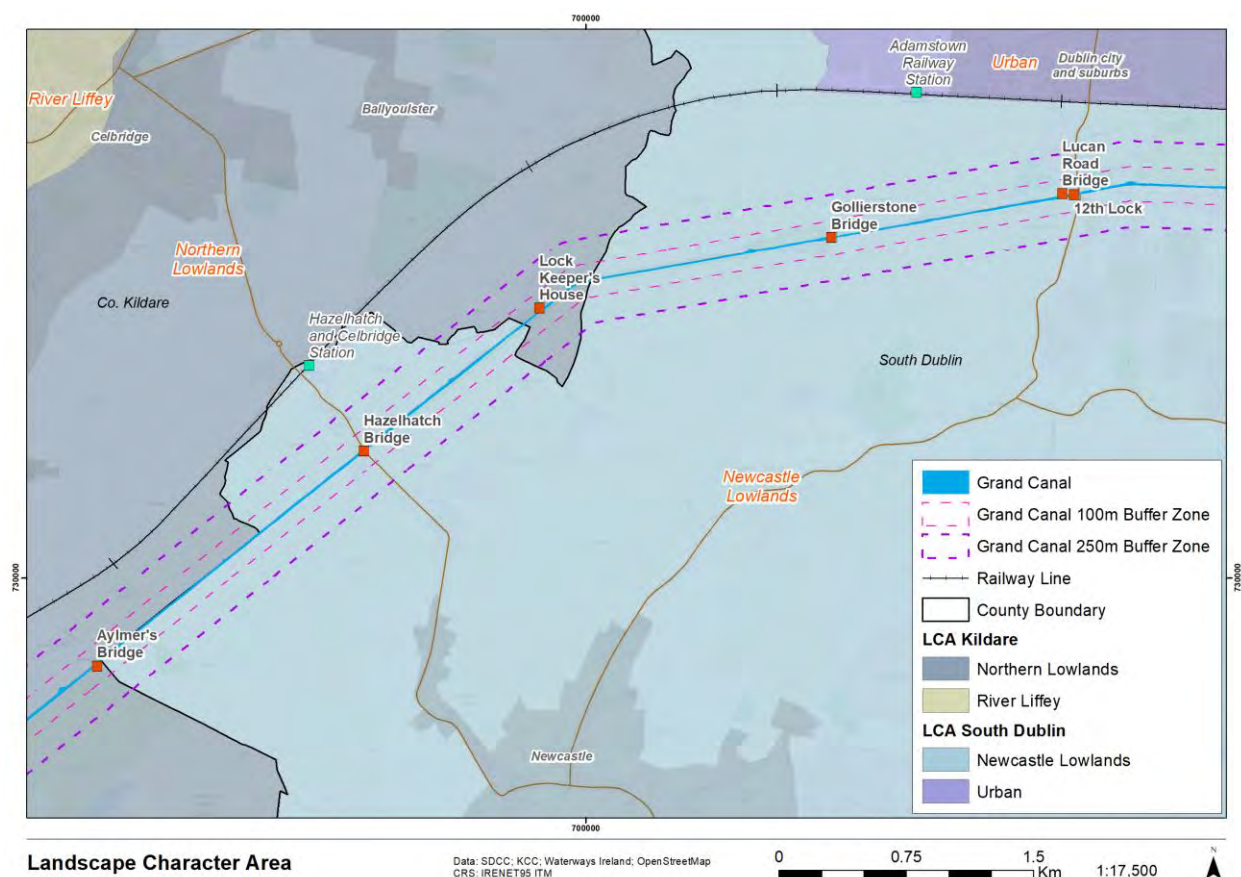 700000
Adamstown
Railway
Station
Urban
Dublin city
and suburbs
River Liffey
Ballyoulster
Celbridge
Lucan
Road
Bridge
12th Lock
Gollierstone
Bridge
Northern
Lowlands
Lock
Keeper's
House
Co. Kildare
Hazelhatch
and Celbridge
Station
South Dublin
Hazelhatch
Bridge
Newcastle
Lowlands
730000
730000
Aylmer's
Bridge
Newcastle
Grand Canal
Grand Canal 100m Buffer Zone
Grand Canal 250m Buffer Zone
Railway Line
County Boundary
LCA Kildare
Northern Lowlands
River Liffey
LCA South Dublin
Newcastle Lowlands
Urban
700000
Landscape Character Area
Data: SDCC; KCC; Waterways Ireland; OpenStreetMap
CRS: IRENET95 ITM
0 0.75 1.5
Km
1:17,500
N